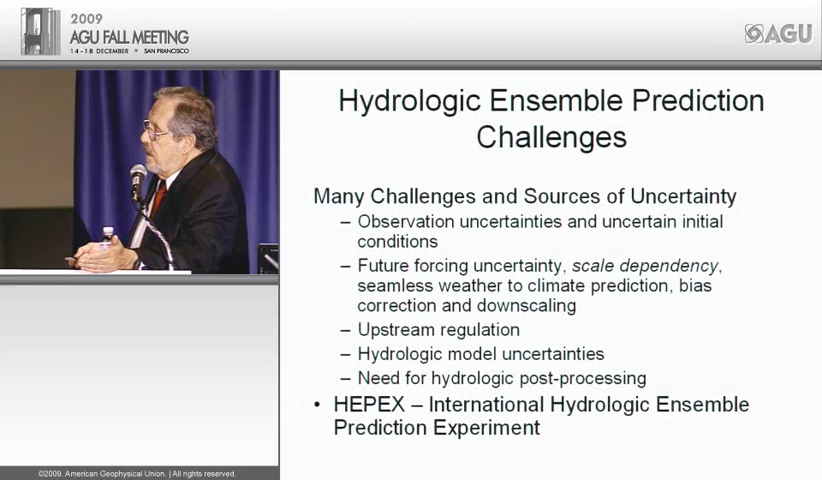 2009
AGU FALL MEETING
14-18 DECEMBER • SAN FRANCISCO
AGU
Hydrologic Ensemble Prediction
Challenges
Many Challenges and Sources of Uncertainty
– Observation uncertainties and uncertain initial
conditions
– Future forcing uncertainty, scale dependency,
seamless weather to climate prediction, bias
correction and downscaling
– Upstream regulation
– Hydrologic model uncertainties
– Need for hydrologic post-processing
• HEPEX – International Hydrologic Ensemble
Prediction Experiment
©2009. American Geophysical Union. | All rights reserved.